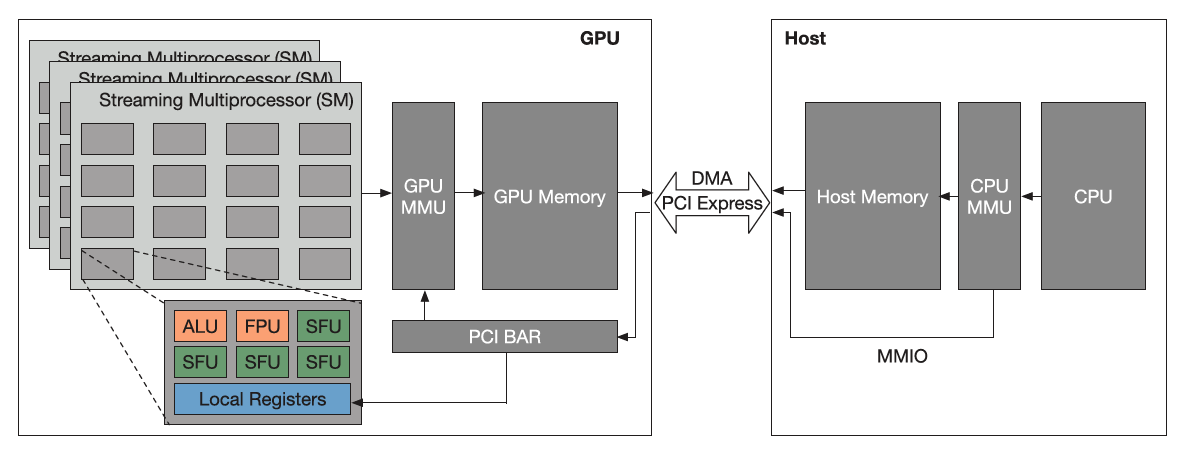 GPU
Host
Streaming Multiprocessor (SM)
Streaming Multiprocessor (SM)
Streaming Multiprocessor (SM)
GPU
MMU
GPU Memory
DMA
PCI Express
Host Memory
CPU
MMU
CPU
ALU
FPU
SFU
SFU
SFU
SFU
Local Registers
PCI BAR
MMIO